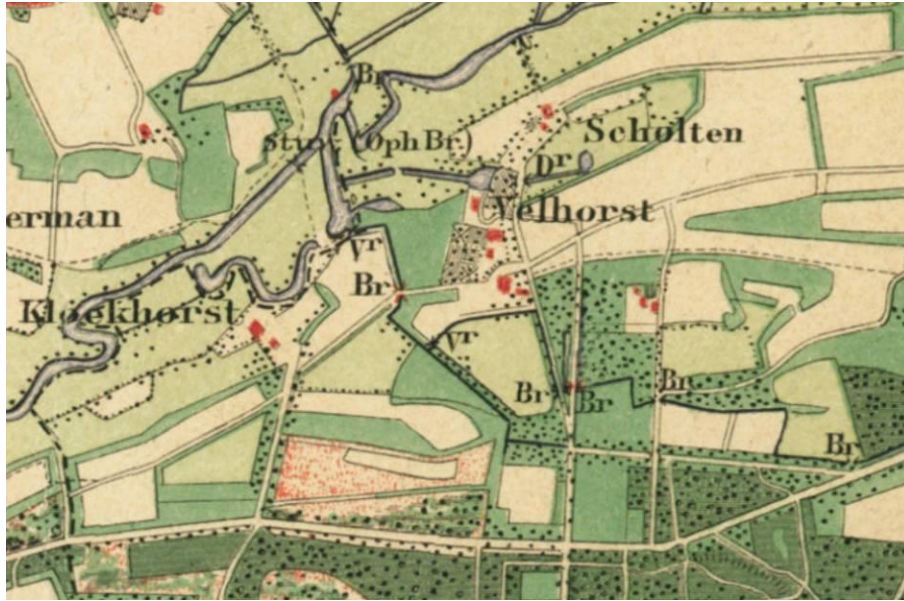 Br
Stuw (Oph Br.)
Scholten
Dr
erman
Velhorst
Vr
Br
Kloekhorst
Vr
Br
Br
Br
Br